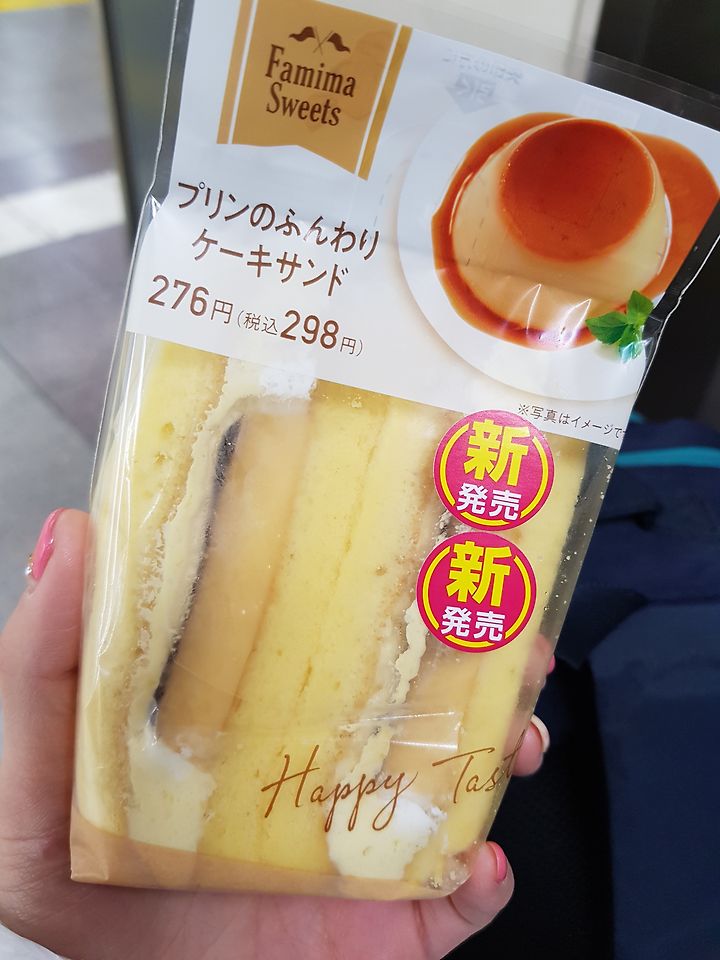 Famima
Sweets
プリンのふんわり
ケーキサンド
276円(税込298円)
※写真はイメージで
新
発売
新
発売
Happy Tast